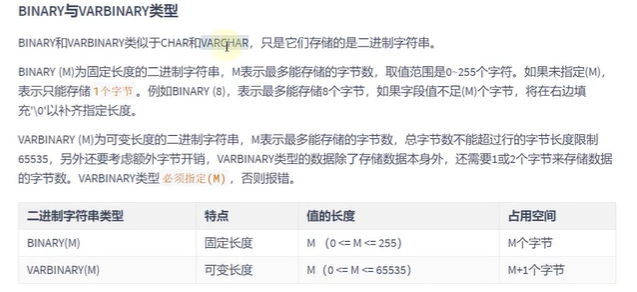 BINARY与VARBINARY类型
BINARY和VARBINARY类似于CHAR和VARCHAR，只是它们存储的是二进制字符串。
BINARY (M)为固定长度的二进制字符串，M表示最多能存储的字节数，取值范围是0~255个字符。如果未指定(M)，
表示只能存储1个字节。例如BINARY (8)，表示最多能存储8个字节，如果字段值不足(M)个字节，将在右边填
充'\0'以补齐指定长度。
VARBINARY (M)为可变长度的二进制字符串，M表示最多能存储的字节数，总字节数不能超过行的字节长度限制
65535，另外还要考虑额外字节开销，VARBINARY类型的数据除了存储数据本身外，还需要1或2个字节来存储数据
的字节数。VARBINARY类型必须指定(M)，否则报错。
二进制字符串类型 特点 值的长度 占用空间
BINARY(M) 固定长度 M （0 <= M <= 255） M个字节
VARBINARY(M) 可变长度 M （0 <= M <= 65535） M+1个字节